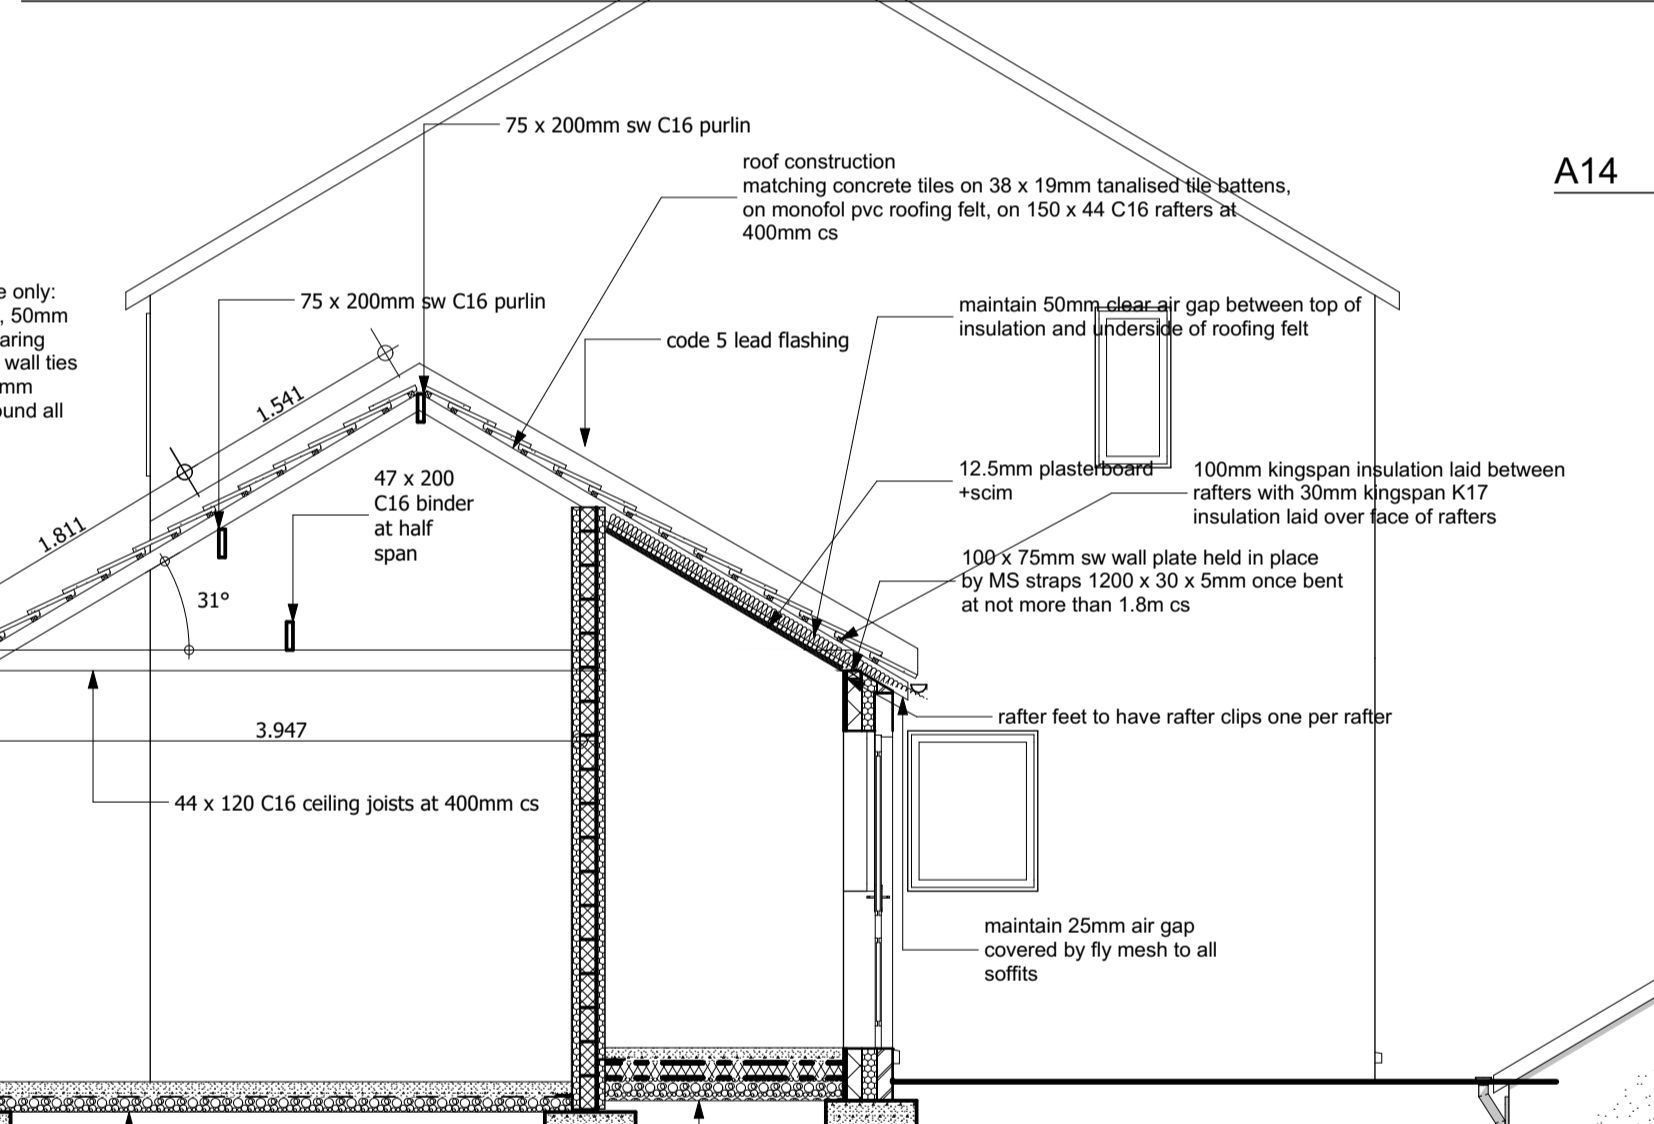 75 x 200mm sw C16 purlin
roof construction
matching concrete tiles on 38 x 19mm tanalised tile battens,
on monofol pvc roofing felt, on 150 x 44 C16 rafters at
400mm cs
A14
e only:
, 50mm
aring
wall ties
mm
ound all
75 x 200mm sw C16 purlin
code 5 lead flashing
maintain 50mm clear air gap between top of
insulation and underside of roofing felt
1.541
1.811
47 x 200
C16 binder
at half
span
12.5mm plasterboard
+scim
100mm kingspan insulation laid between
rafters with 30mm kingspan K17
insulation laid over face of rafters
31°
100 x 75mm sw wall plate held in place
by MS straps 1200 x 30 x 5mm once bent
at not more than 1.8m cs
rafter feet to have rafter clips one per rafter
3.947
44 x 120 C16 ceiling joists at 400mm cs
maintain 25mm air gap
covered by fly mesh to all
soffits